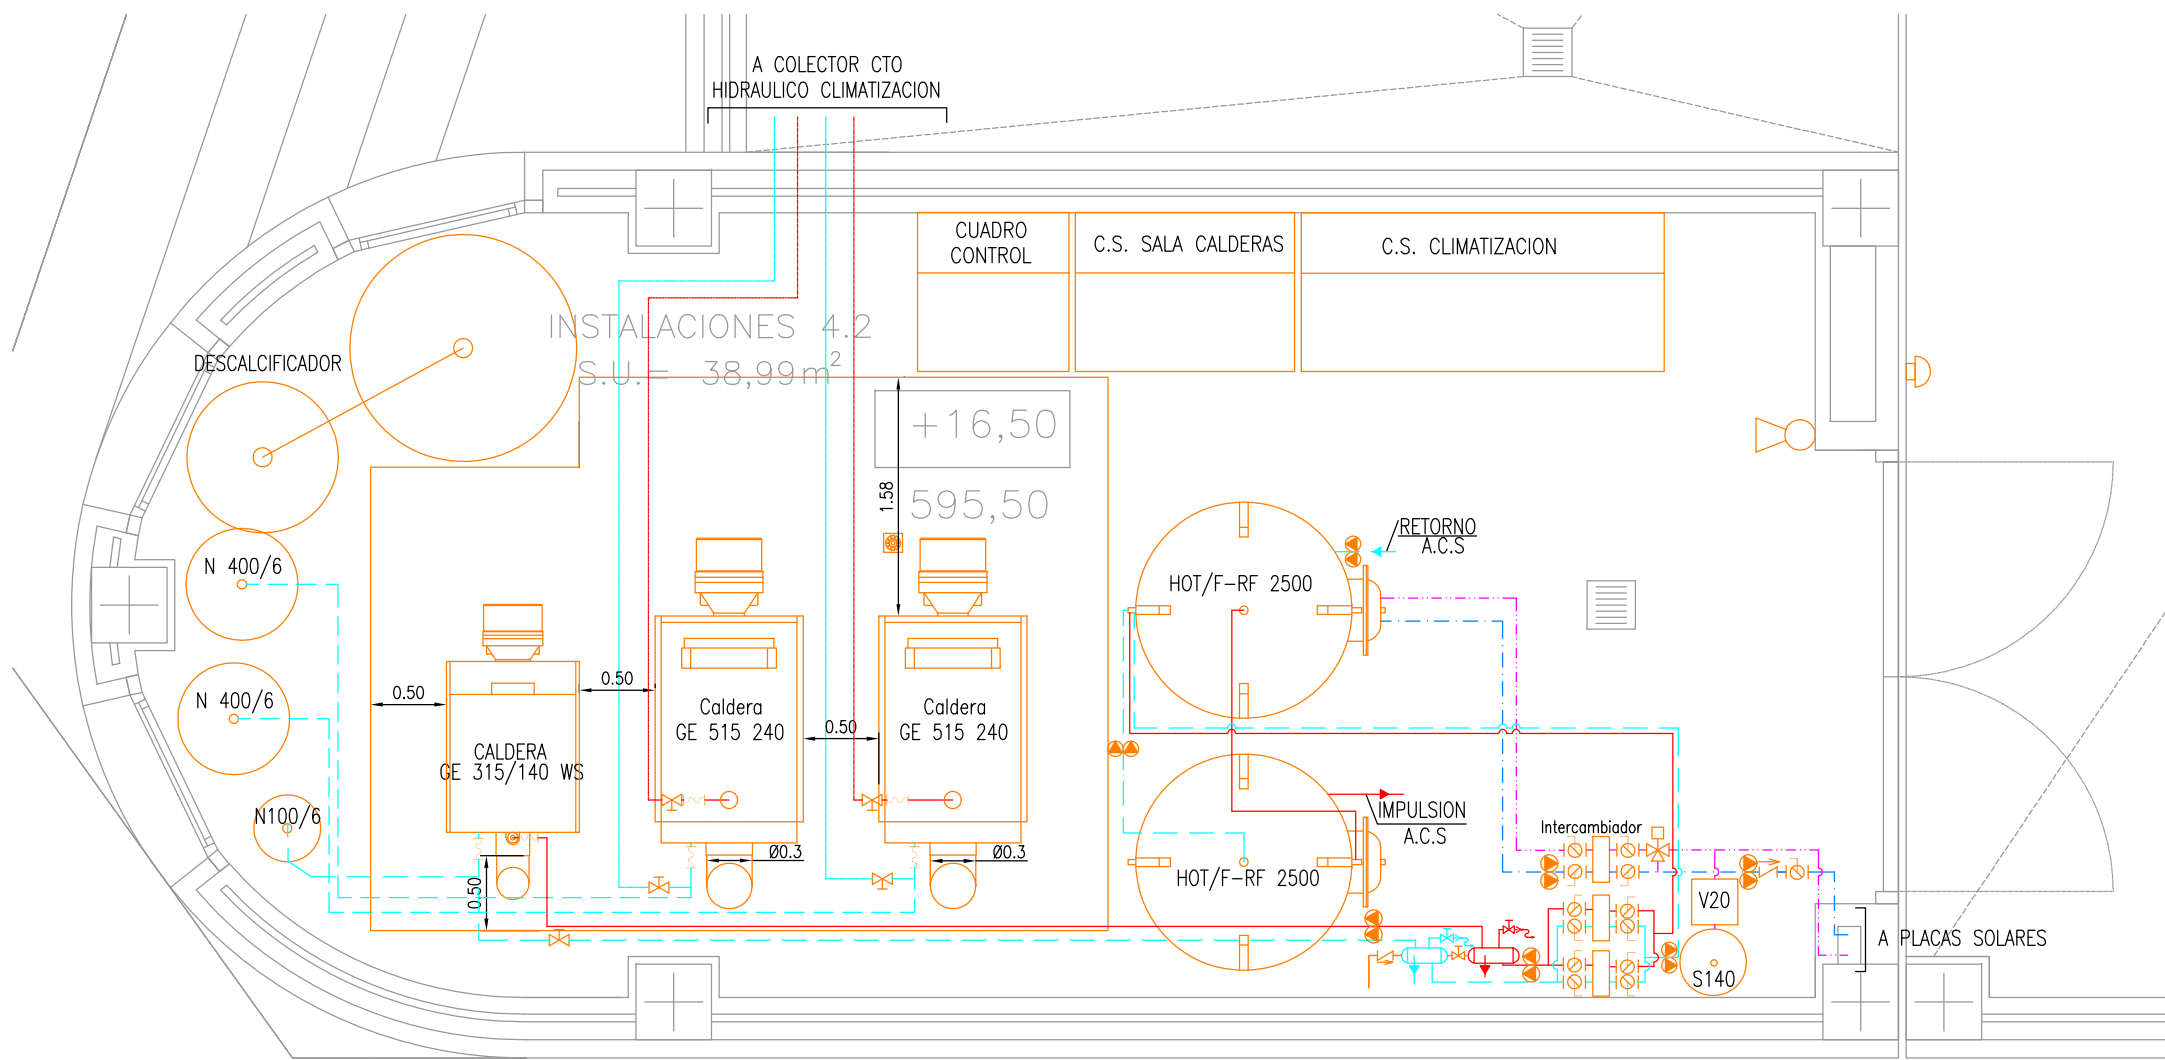 A COLECTOR CTO
HIDRAULICO CLIMATIZACION
CUADRO
CONTROL
C.S. SALA CALDERAS
C.S. CLIMATIZACION
INSTALACIONES 4.2
S.U.= 38,99m²
DESCALCIFICADOR
+16,50
595,50
1.58
RETORNO
A.C.S
N 400/6
HOT/F-RF 2500
N 400/6
0.50
0.50
Caldera
GE 515 240
0.50
Caldera
GE 515 240
CALDERA
GE 315/140 WS
N100/6
IMPULSION
A.C.S
Intercambiador
Ø0.3
Ø0.3
0.50
HOT/F-RF 2500
V20
A PLACAS SOLARES
S140